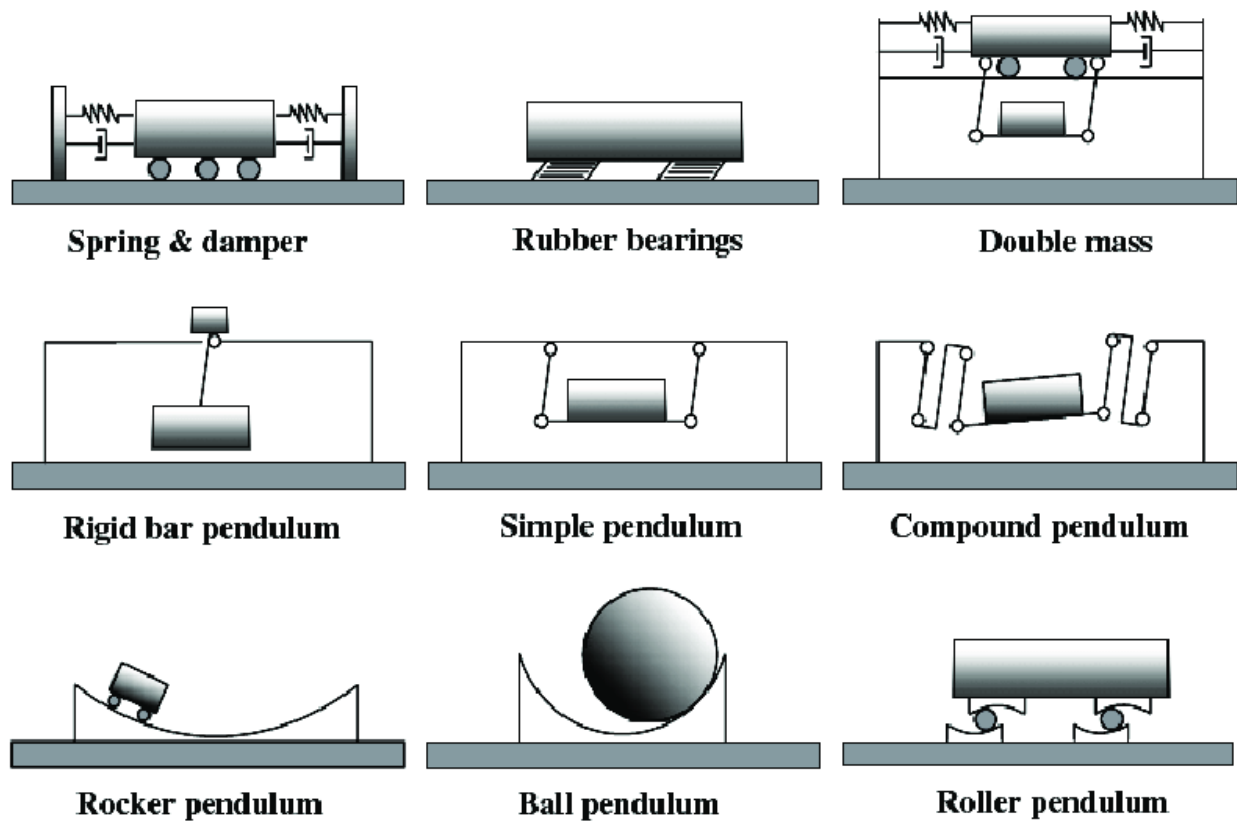 Spring & damper
Rubber bearings
Double mass
Rigid bar pendulum
Simple pendulum
Compound pendulum
Rocker pendulum
Ball pendulum
Roller pendulum